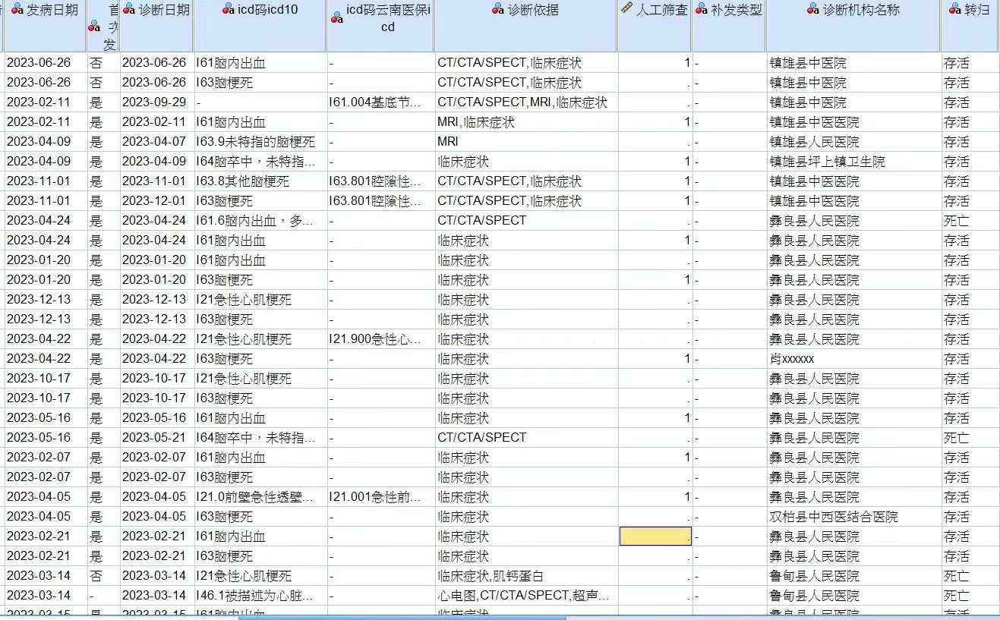 发病日期 首次发 诊断日期 icd码icd10 icd码云南医保icd 诊断依据 人工筛查 补发类型 诊断机构名称 转归
2023-06-26 否 2023-06-26 I61脑内出血 - CT/CTA/SPECT,临床症状 1 - 镇雄县中医院 存活
2023-06-26 否 2023-06-26 I63脑梗死 - CT/CTA/SPECT,临床症状 . - 镇雄县中医院 存活
2023-02-11 是 2023-09-29 - I61.004基底节... CT/CTA/SPECT,MRI,临床症状 . - 镇雄县中医院 存活
2023-02-11 是 2023-02-11 I61脑内出血 - MRI,临床症状 1 - 镇雄县中医医院 存活
2023-04-09 是 2023-04-07 I63.9未特指的脑梗死 - MRI . - 镇雄县人民医院 存活
2023-04-09 是 2023-04-09 I64脑卒中，未特指... - 临床症状 1 - 镇雄县坪上镇卫生院 存活
2023-11-01 是 2023-11-01 I63.8其他脑梗死 I63.801腔隙性... CT/CTA/SPECT,临床症状 1 - 镇雄县中医医院 存活
2023-11-01 是 2023-12-01 I63脑梗死 I63.801腔隙性... CT/CTA/SPECT,临床症状 1 - 镇雄县中医医院 存活
2023-04-24 是 2023-04-24 I61.6脑内出血，多... - CT/CTA/SPECT . - 彝良县人民医院 死亡
2023-04-24 是 2023-04-24 I61脑内出血 - 临床症状 1 - 彝良县人民医院 存活
2023-01-20 是 2023-01-20 I61脑内出血 - 临床症状 . - 彝良县人民医院 存活
2023-01-20 是 2023-01-20 I63脑梗死 - 临床症状 1 - 彝良县人民医院 存活
2023-12-13 是 2023-12-13 I21急性心肌梗死 - 临床症状 . - 彝良县人民医院 存活
2023-12-13 是 2023-12-13 I63脑梗死 - 临床症状 . - 彝良县人民医院 存活
2023-04-22 是 2023-04-22 I21急性心肌梗死 I21.900急性心... 临床症状 . - 彝良县人民医院 存活
2023-04-22 是 2023-04-22 I63脑梗死 - 临床症状 1 - 肖xxxxxx 存活
2023-10-17 是 2023-10-17 I21急性心肌梗死 - 临床症状 . - 彝良县人民医院 存活
2023-10-17 是 2023-10-17 I63脑梗死 - 临床症状 . - 彝良县人民医院 存活
2023-05-16 是 2023-05-16 I61脑内出血 - 临床症状 1 - 彝良县人民医院 存活
2023-05-16 是 2023-05-21 I64脑卒中，未特指... - CT/CTA/SPECT . - 彝良县人民医院 死亡
2023-02-07 是 2023-02-07 I61脑内出血 - 临床症状 1 - 彝良县人民医院 存活
2023-02-07 是 2023-02-07 I63脑梗死 - 临床症状 . - 彝良县人民医院 存活
2023-04-05 是 2023-04-05 I21.0前壁急性透壁... I21.001急性前... 临床症状 1 - 彝良县人民医院 存活
2023-04-05 是 2023-04-05 I63脑梗死 - 临床症状 . - 双柏县中西医结合医院 存活
2023-02-21 是 2023-02-21 I61脑内出血 - 临床症状 . - 彝良县人民医院 存活
2023-02-21 是 2023-02-21 I63脑梗死 - 临床症状 . - 彝良县人民医院 存活
2023-03-14 否 2023-03-14 I21急性心肌梗死 - 临床症状,肌钙蛋白 . - 鲁甸县人民医院 死亡
2023-03-14 - 2023-03-14 I46.1被描述为心脏... - 心电图,CT/CTA/SPECT,超声... . - 鲁甸县人民医院 死亡
2023-03-15 是 2023-03-15 I61脑内出血 - 临床症状 . - 彝良县人民医院 存活